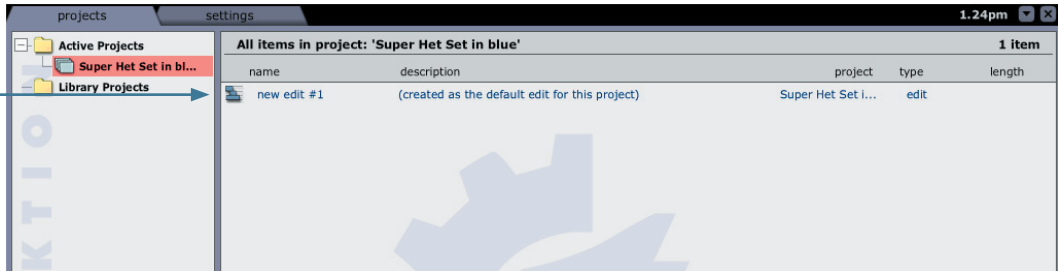 projects settings 1.24pm
Active Projects
Super Het Set in bl...
Library Projects
All items in project: 'Super Het Set in blue' 1 item
name description project type length
new edit #1 (created as the default edit for this project) Super Het Set i... edit
KTION